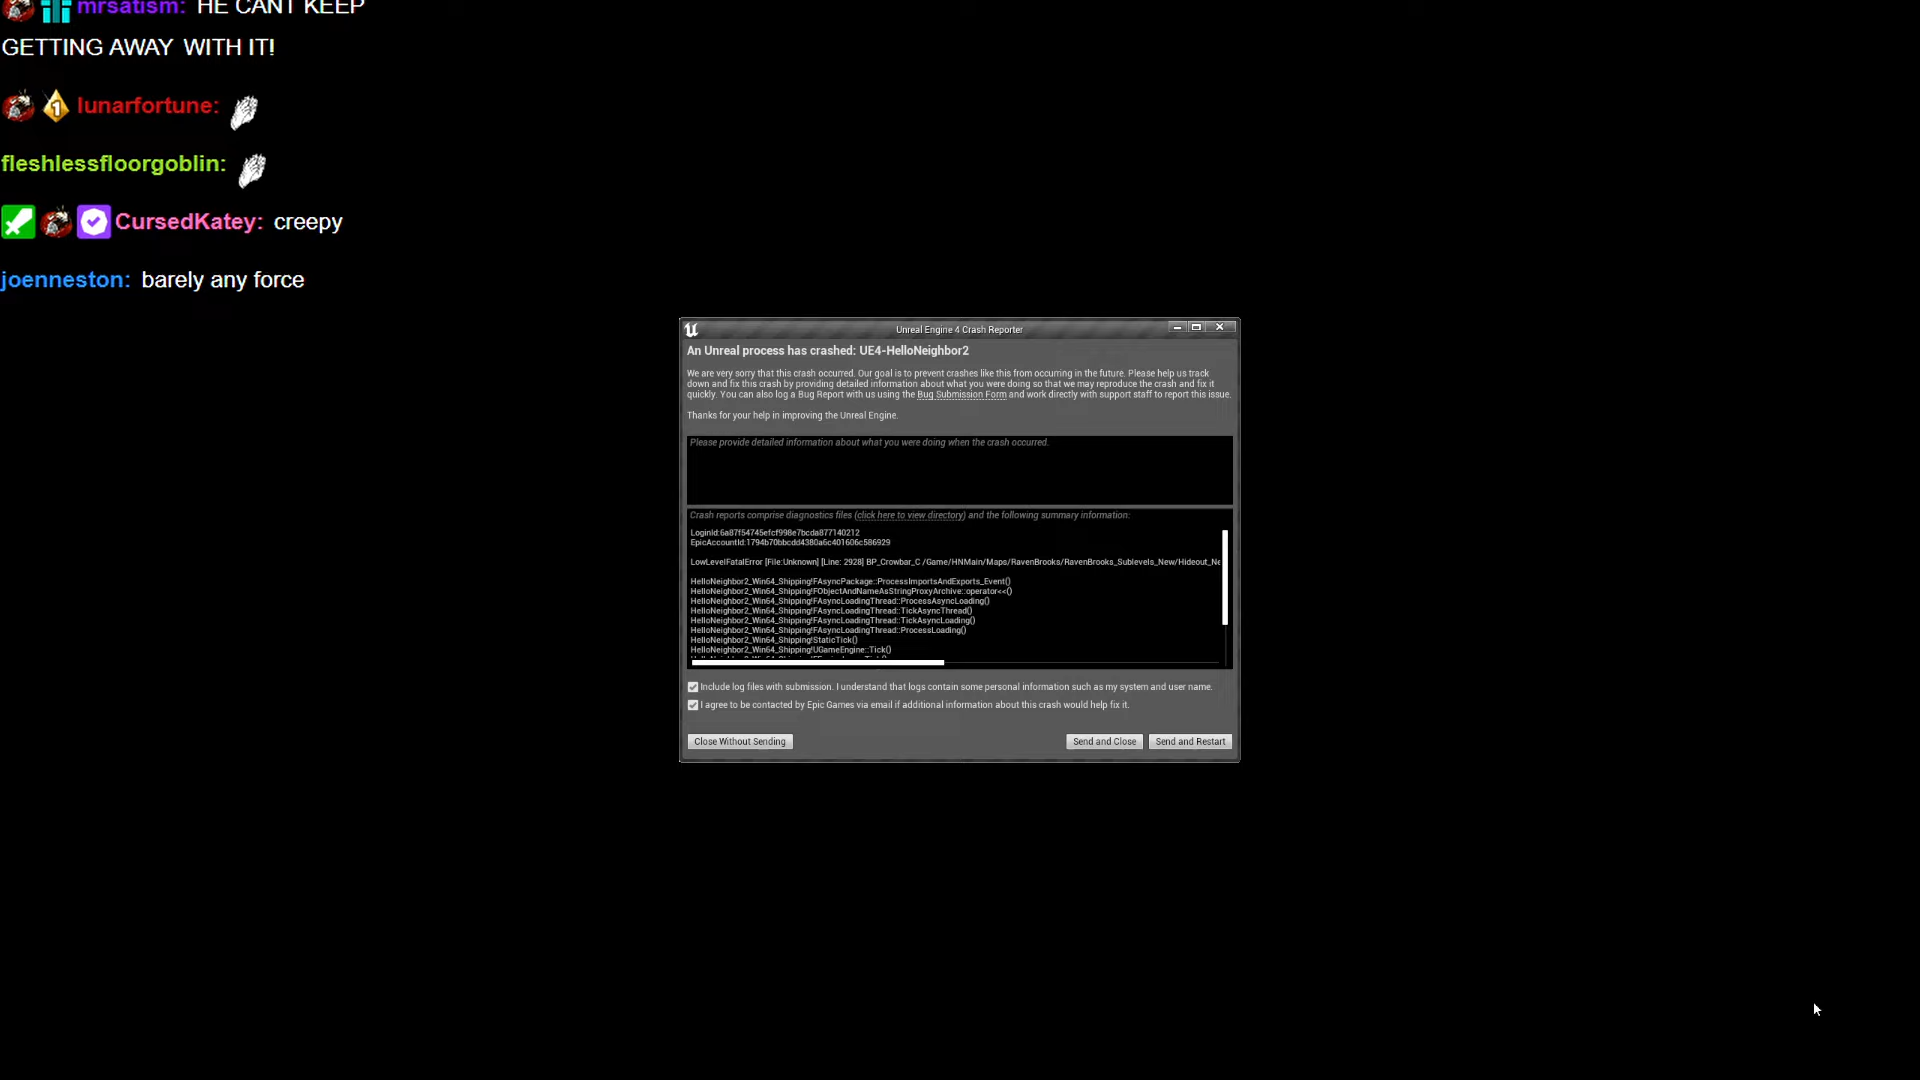 mrsatism: HE CANT KEEP
GETTING AWAY WITH IT!
1 lunarfortune:
fleshlessfloorgoblin:
CursedKatey: creepy
joenneston: barely any force
Unreal Engine 4 Crash Reporter
An Unreal process has crashed: UE4-HelloNeighbor2
We are very sorry that this crash occurred. Our goal is to prevent crashes like this from occurring in the future. Please help us track
down and fix this crash by providing detailed information about what you were doing so that we may reproduce the crash and fix it
quickly. You can also log a Bug Report with us using the Bug Submission Form and work directly with support staff to report this issue.
Thanks for your help in improving the Unreal Engine.
Please provide detailed information about what you were doing when the crash occurred.
Crash reports comprise diagnostics files (click here to view directory) and the following summary information:
LoginId:6a87f54745efcf998e7bcda877140212
EpicAccountId:1794b70bbcdd4380a6c401606c586929
LowLevelFatalError [File:Unknown] [Line: 2928] BP_Crowbar_C /Game/HNMain/Maps/RavenBrooks/RavenBrooks_Sublevels_New/Hideout_Ne
HelloNeighbor2_Win64_Shipping!FAsyncPackage::ProcessImportsAndExports_Event()
HelloNeighbor2_Win64_Shipping!FObjectAndNameAsStringProxyArchive::operator<<()
HelloNeighbor2_Win64_Shipping!FAsyncLoadingThread::ProcessAsyncLoading()
HelloNeighbor2_Win64_Shipping!FAsyncLoadingThread::TickAsyncThread()
HelloNeighbor2_Win64_Shipping!FAsyncLoadingThread::TickAsyncLoading()
HelloNeighbor2_Win64_Shipping!FAsyncLoadingThread::ProcessLoading()
HelloNeighbor2_Win64_Shipping!StaticTick()
HelloNeighbor2_Win64_Shipping!UGameEngine::Tick()
Include log files with submission. I understand that logs contain some personal information such as my system and user name.
I agree to be contacted by Epic Games via email if additional information about this crash would help fix it.
Close Without Sending
Send and Close
Send and Restart